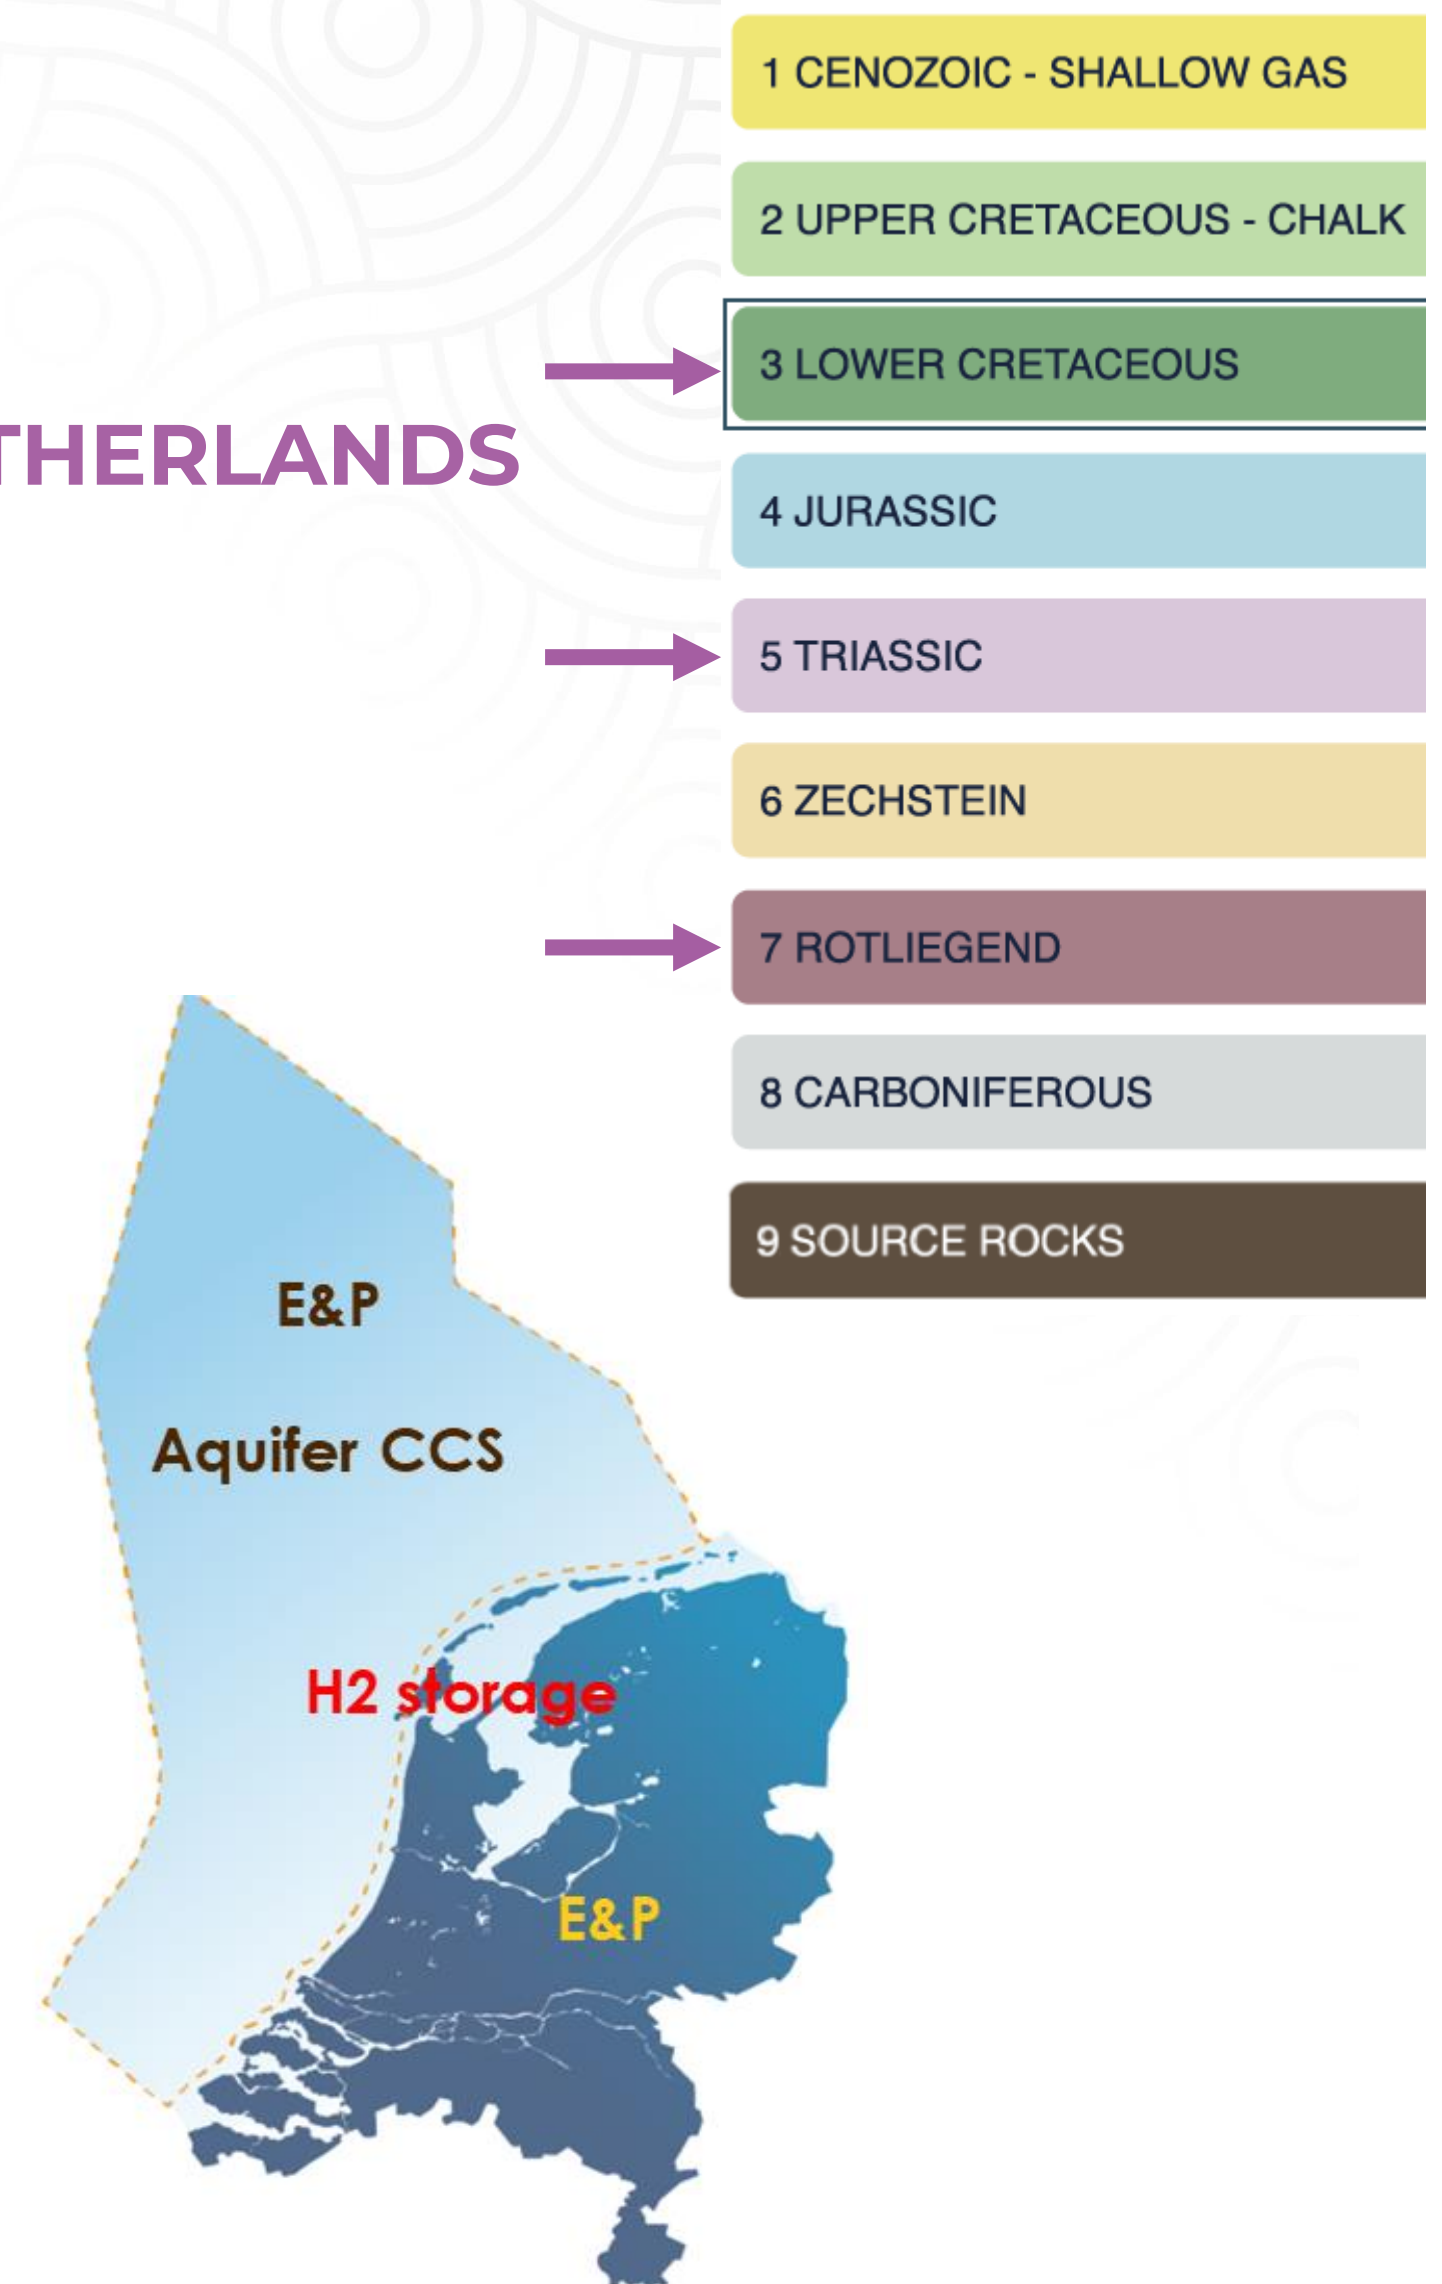 1 CENOZOIC - SHALLOW GAS
2 UPPER CRETACEOUS - CHALK
3 LOWER CRETACEOUS
THERLANDS
4 JURASSIC
5 TRIASSIC
6 ZECHSTEIN
7 ROTLIEGEND
8 CARBONIFEROUS
9 SOURCE ROCKS
E&P
Aquifer CCS
H2 storage
E&P